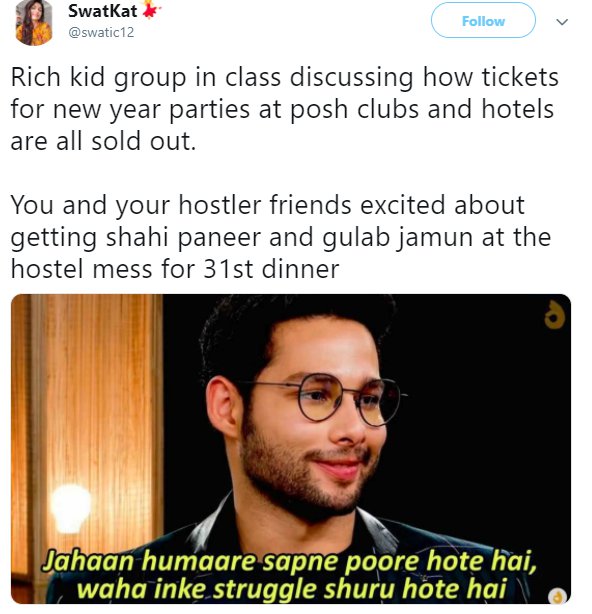 SwatKat
@swatic12
Follow
Rich kid group in class discussing how tickets
for new year parties at posh clubs and hotels
are all sold out.
You and your hostler friends excited about
getting shahi paneer and gulab jamun at the
hostel mess for 31st dinner
Jahaan humaare sapne poore hote hai,
waha inke struggle shuru hote hai